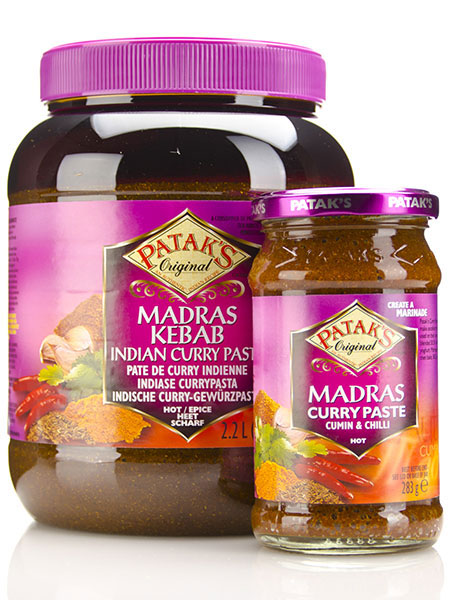 PATAK'S
Original
MADRAS
KEBAB
INDIAN CURRY PAST
PATE DE CURRY INDIENNE
INDIASE CURRYPASTA
INDISCHE CURRY-GEWÜRZPAST
HOT / EPICE
HEET
SCHARF
2.2 L
PATAK'S
CREATE A
MARINADE
PATAK'S
Original
MADRAS
CURRY PASTE
CUMIN & CHILLI
HOT
283 g e